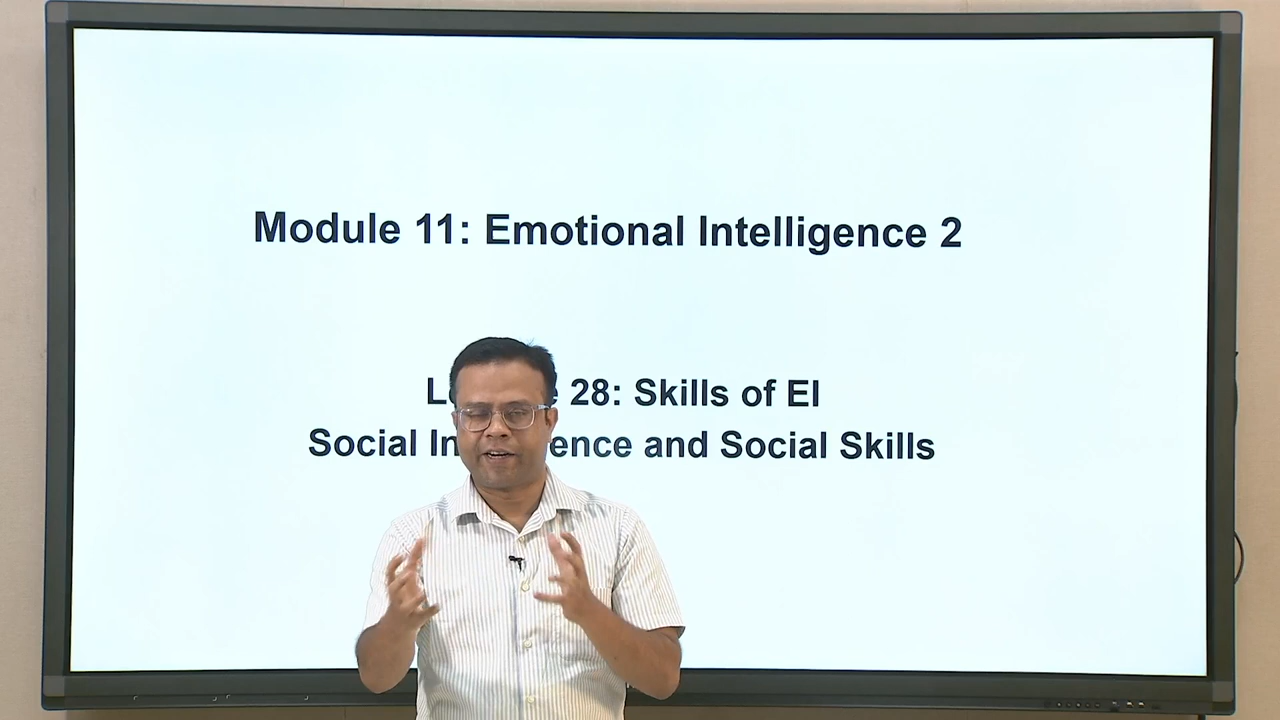 Module 11: Emotional Intelligence 2
28: Skills of EI
Social and Social Skills